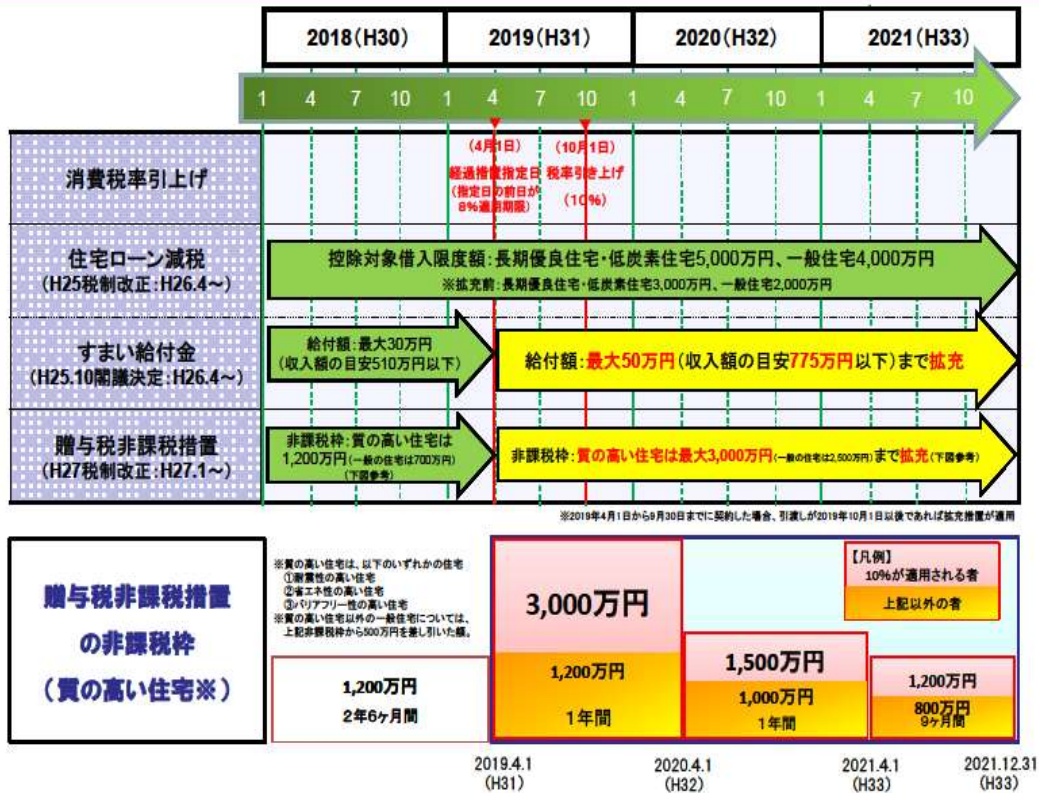 2018(H30)
2019(H31)
2020(H32)
2021(H33)
1 4 7 10 1 4 7 10 1 4 7 10 1 4 7 10
消費税率引上げ
(4月1日)
経過措置指定日
(指定日の前日が
8%適用期限)
(10月1日)
税率引き上げ
(10%)
住宅ローン減税
(H25税制改正:H26.4～)
控除対象借入限度額:長期優良住宅・低炭素住宅5,000万円、一般住宅4,000万円
※拡充前:長期優良住宅・低炭素住宅3,000万円、一般住宅2,000万円
すまい給付金
(H25.10閣議決定:H26.4～)
給付額:最大30万円
(収入額の目安510万円以下)
給付額:最大50万円(収入額の目安775万円以下)まで拡充
贈与税非課税措置
(H27税制改正:H27.1～)
非課税枠:質の高い住宅は
1,200万円(一般の住宅は700万円)
(下図参考)
非課税枠:質の高い住宅は最大3,000万円(一般の住宅は2,500万円)まで拡充(下図参考)
※2019年4月1日から9月30日までに契約した場合、引渡しが2019年10月1日以後であれば拡充措置が適用
贈与税非課税措置
の非課税枠
(質の高い住宅※)
※質の高い住宅は、以下のいずれかの住宅
①耐震性の高い住宅
②省エネ性の高い住宅
③バリアフリー性の高い住宅
※質の高い住宅以外の一般住宅については、
上記非課税枠から500万円を差し引いた額。
1,200万円
2年6ヶ月間
3,000万円
1,200万円
1年間
1,500万円
1,000万円
1年間
【凡例】
10%が適用される者
上記以外の者
1,200万円
800万円
9ヶ月間
2019.4.1
(H31)
2020.4.1
(H32)
2021.4.1
(H33)
2021.12.31
(H33)